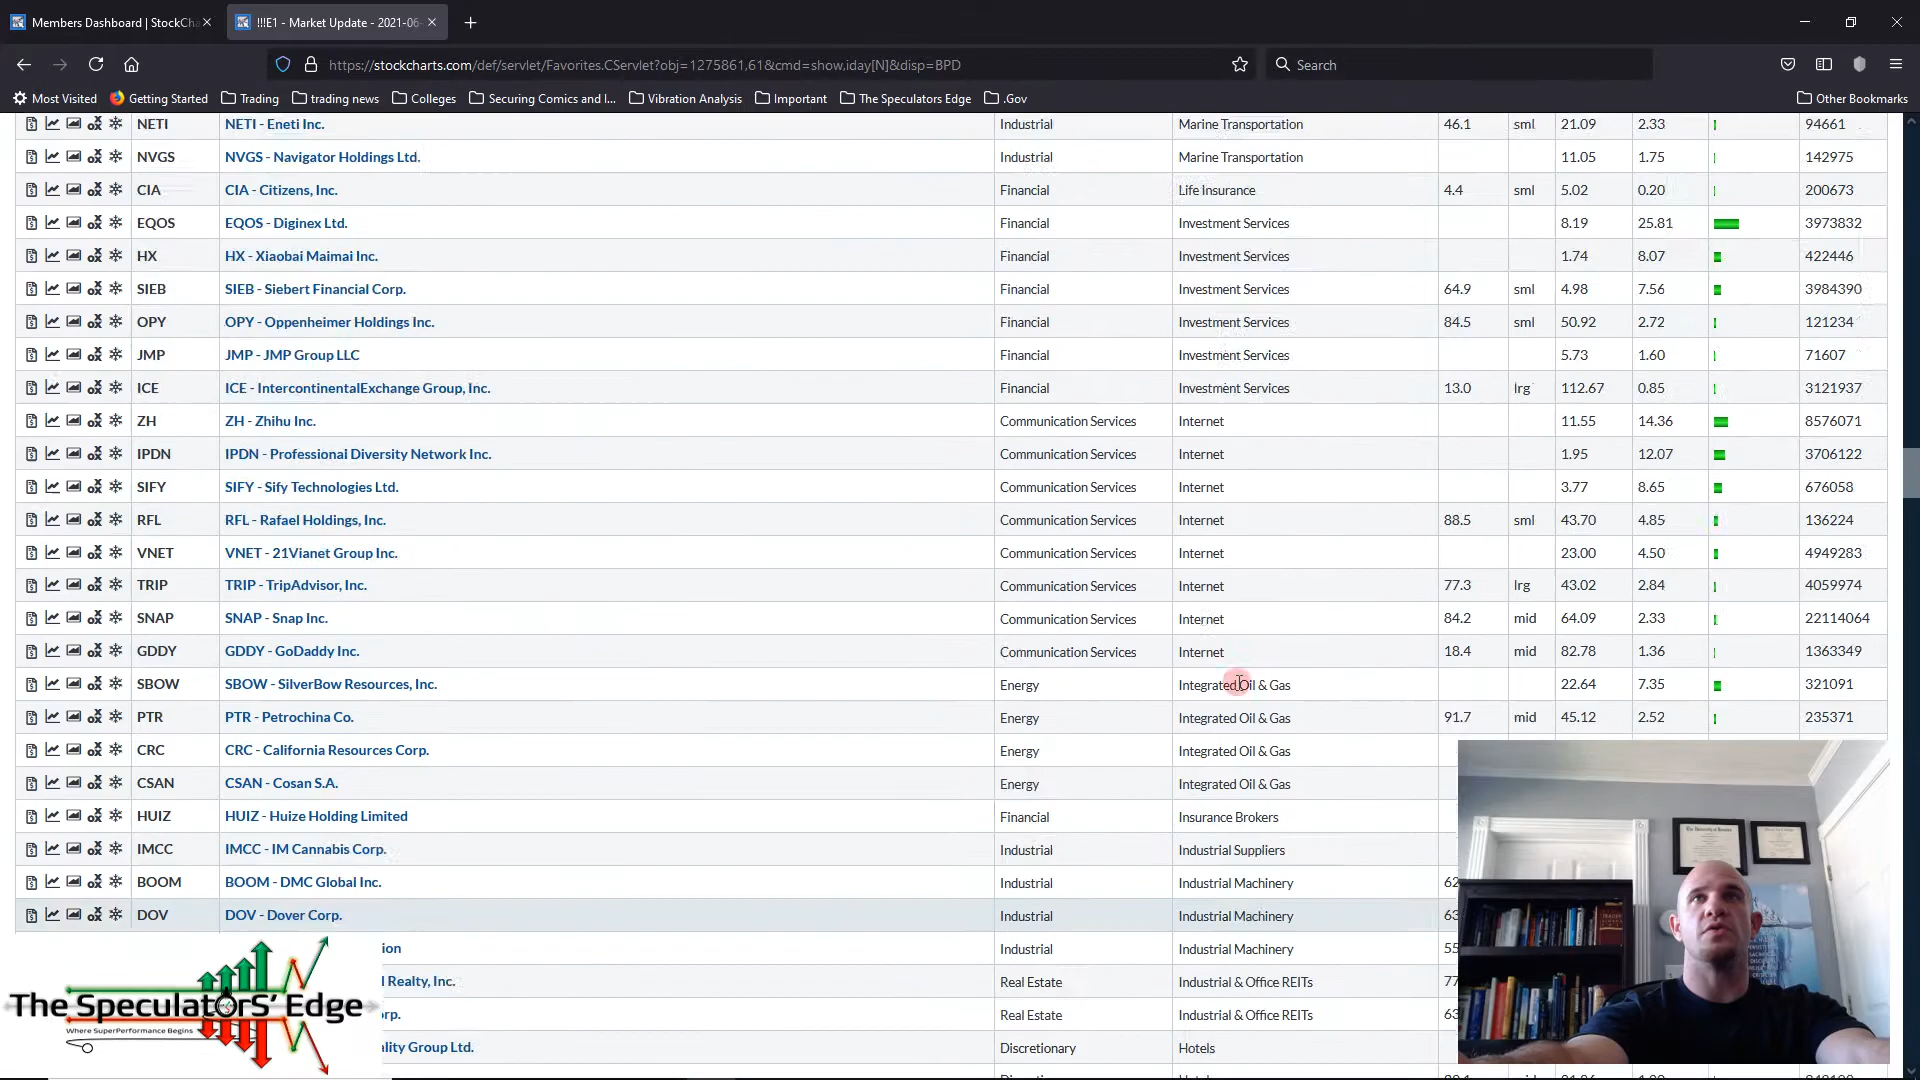 Members Dashboard | StockCha
!!!E1 - Market Update - 2021-06-
https://stockcharts.com/def/servlet/Favorites.CServlet?obj=1275861,61&cmd=show,iday[N]&disp=BPD
Search
Most Visited Getting Started Trading trading news Colleges Securing Comics and I... Vibration Analysis Important The Speculators Edge .Gov Other Bookmarks
NETI NETI - Eneti Inc. Industrial Marine Transportation 46.1 sml 21.09 2.33 94661
NVGS NVGS - Navigator Holdings Ltd. Industrial Marine Transportation 11.05 1.75 142975
CIA CIA - Citizens, Inc. Financial Life Insurance 4.4 sml 5.02 0.20 200673
EQOS EQOS - Diginex Ltd. Financial Investment Services 8.19 25.81 3973832
HX HX - Xiaobai Maimai Inc. Financial Investment Services 1.74 8.07 422446
SIEB SIEB - Siebert Financial Corp. Financial Investment Services 64.9 sml 4.98 7.56 3984390
OPY OPY - Oppenheimer Holdings Inc. Financial Investment Services 84.5 sml 50.92 2.72 121234
JMP JMP - JMP Group LLC Financial Investment Services 5.73 1.60 71607
ICE ICE - IntercontinentalExchange Group, Inc. Financial Investment Services 13.0 lrg 112.67 0.85 3121937
ZH ZH - Zhihu Inc. Communication Services Internet 11.55 14.36 8576071
IPDN IPDN - Professional Diversity Network Inc. Communication Services Internet 1.95 12.07 3706122
SIFY SIFY - Sify Technologies Ltd. Communication Services Internet 3.77 8.65 676058
RFL RFL - Rafael Holdings, Inc. Communication Services Internet 88.5 sml 43.70 4.85 136224
VNET VNET - 21Vianet Group Inc. Communication Services Internet 23.00 4.50 4949283
TRIP TRIP - TripAdvisor, Inc. Communication Services Internet 77.3 lrg 43.02 2.84 4059974
SNAP SNAP - Snap Inc. Communication Services Internet 84.2 mid 64.09 2.33 22114064
GDDY GDDY - GoDaddy Inc. Communication Services Internet 18.4 mid 82.78 1.36 1363349
SBOW SBOW - SilverBow Resources, Inc. Energy Integrated Oil & Gas 22.64 7.35 321091
PTR PTR - Petrochina Co. Energy Integrated Oil & Gas 91.7 mid 45.12 2.52 235371
CRC CRC - California Resources Corp. Energy Integrated Oil & Gas
CSAN CSAN - Cosan S.A. Energy Integrated Oil & Gas
HUIZ HUIZ - Huize Holding Limited Financial Insurance Brokers
IMCC IMCC - IM Cannabis Corp. Industrial Industrial Suppliers
BOOM BOOM - DMC Global Inc. Industrial Industrial Machinery 62
DOV DOV - Dover Corp. Industrial Industrial Machinery 63
ion Industrial Industrial Machinery 55
l Realty, Inc. Real Estate Industrial & Office REITs 77
rp. Real Estate Industrial & Office REITs 63
ality Group Ltd. Discretionary Hotels
The SpeculatorS' Edge
Where SuperPerformance Begins